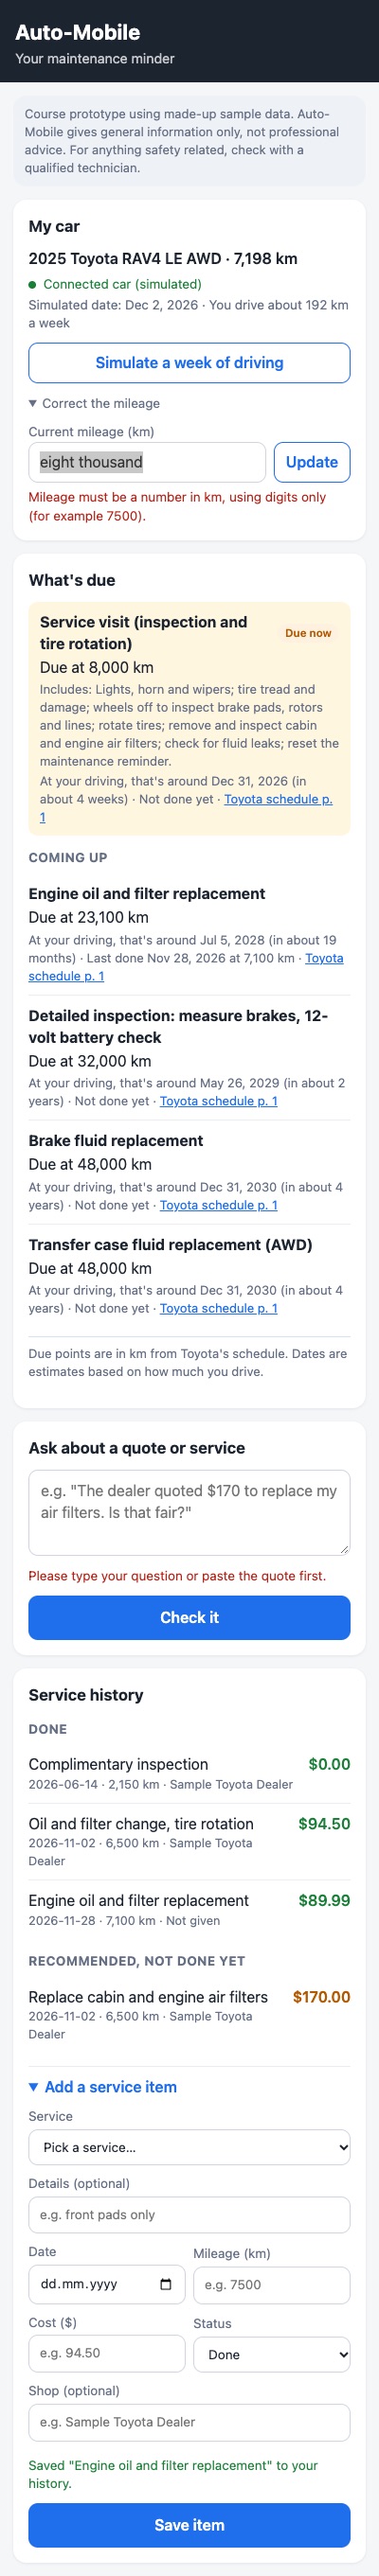 Auto-Mobile
Your maintenance minder
Course prototype using made-up sample data. Auto-
Mobile gives general information only, not professional
advice. For anything safety related, check with a
qualified technician.
My car
2025 Toyota RAV4 LE AWD · 7,198 km
● Connected car (simulated)
Simulated date: Dec 2, 2026 · You drive about 192 km
a week
Simulate a week of driving
▼ Correct the mileage
Current mileage (km)
eight thousand
Update
Mileage must be a number in km, using digits only
(for example 7500).
What's due
Service visit (inspection and
tire rotation)
Due now
Due at 8,000 km
Includes: Lights, horn and wipers; tire tread and
damage; wheels off to inspect brake pads, rotors
and lines; rotate tires; remove and inspect cabin
and engine air filters; check for fluid leaks; reset the
maintenance reminder.
At your driving, that's around Dec 31, 2026 (in
about 4 weeks) · Not done yet · Toyota schedule p.
1
COMING UP
Engine oil and filter replacement
Due at 23,100 km
At your driving, that's around Jul 5, 2028 (in about 19
months) · Last done Nov 28, 2026 at 7,100 km · Toyota
schedule p. 1
Detailed inspection: measure brakes, 12-
volt battery check
Due at 32,000 km
At your driving, that's around May 26, 2029 (in about 2
years) · Not done yet · Toyota schedule p. 1
Brake fluid replacement
Due at 48,000 km
At your driving, that's around Dec 31, 2030 (in about 4
years) · Not done yet · Toyota schedule p. 1
Transfer case fluid replacement (AWD)
Due at 48,000 km
At your driving, that's around Dec 31, 2030 (in about 4
years) · Not done yet · Toyota schedule p. 1
Due points are in km from Toyota's schedule. Dates are
estimates based on how much you drive.
Ask about a quote or service
e.g. "The dealer quoted $170 to replace my
air filters. Is that fair?"
Please type your question or paste the quote first.
Check it
Service history
DONE
Complimentary inspection $0.00
2026-06-14 · 2,150 km · Sample Toyota Dealer
Oil and filter change, tire rotation $94.50
2026-11-02 · 6,500 km · Sample Toyota
Dealer
Engine oil and filter replacement $89.99
2026-11-28 · 7,100 km · Not given
RECOMMENDED, NOT DONE YET
Replace cabin and engine air filters $170.00
2026-11-02 · 6,500 km · Sample Toyota
Dealer
▼ Add a service item
Service
Pick a service...
Details (optional)
e.g. front pads only
Date Mileage (km)
dd.mm.yyyy e.g. 7500
Cost ($) Status
e.g. 94.50 Done
Shop (optional)
e.g. Sample Toyota Dealer
Saved "Engine oil and filter replacement" to your
history.
Save item